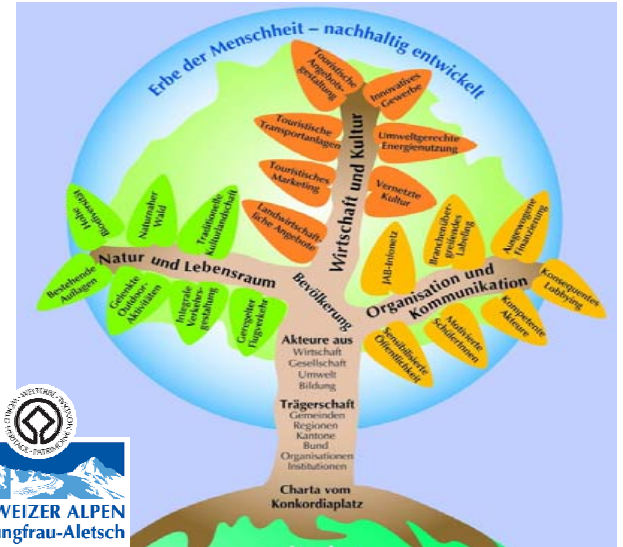 Erbe der Menschheit – nachhaltig entwickelt
Touristische
Angebots-
gestaltung
Innovatives
Gewerbe
Touristische
Transportanlagen
Umweltgerechte
Energienutzung
Touristisches
Marketing
Vernetzte
Kultur
Landwirtschaft-
liche Angebote
Wirtschaft und Kultur
Hohe
Biodiversität
Naturnaher
Wald
Traditionelle
Kulturlandschaft
Natur und Lebensraum
Bestehende
Auflagen
Gelenkte
Outdoor-
Aktivitäten
Integrale
Verkehrs-
gestaltung
Geregelter
Flugverkehr
Bevölkerung
JAB-Infonetz
Branchenüber-
greifendes
Labeling
Ausgewogene
Finanzierung
Organisation und
Kommunikation
Konsequentes
Lobbying
Sensibilisierte
Öffentlichkeit
Motivierte
SchülerInnen
Kompetente
Akteure
Akteure aus
Wirtschaft
Gesellschaft
Umwelt
Bildung
Trägerschaft
Gemeinden
Regionen
Kantone
Bund
Organisationen
Institutionen
Charta vom
Konkordiaplatz
WEIZER ALPEN
ngfrau-Aletsch